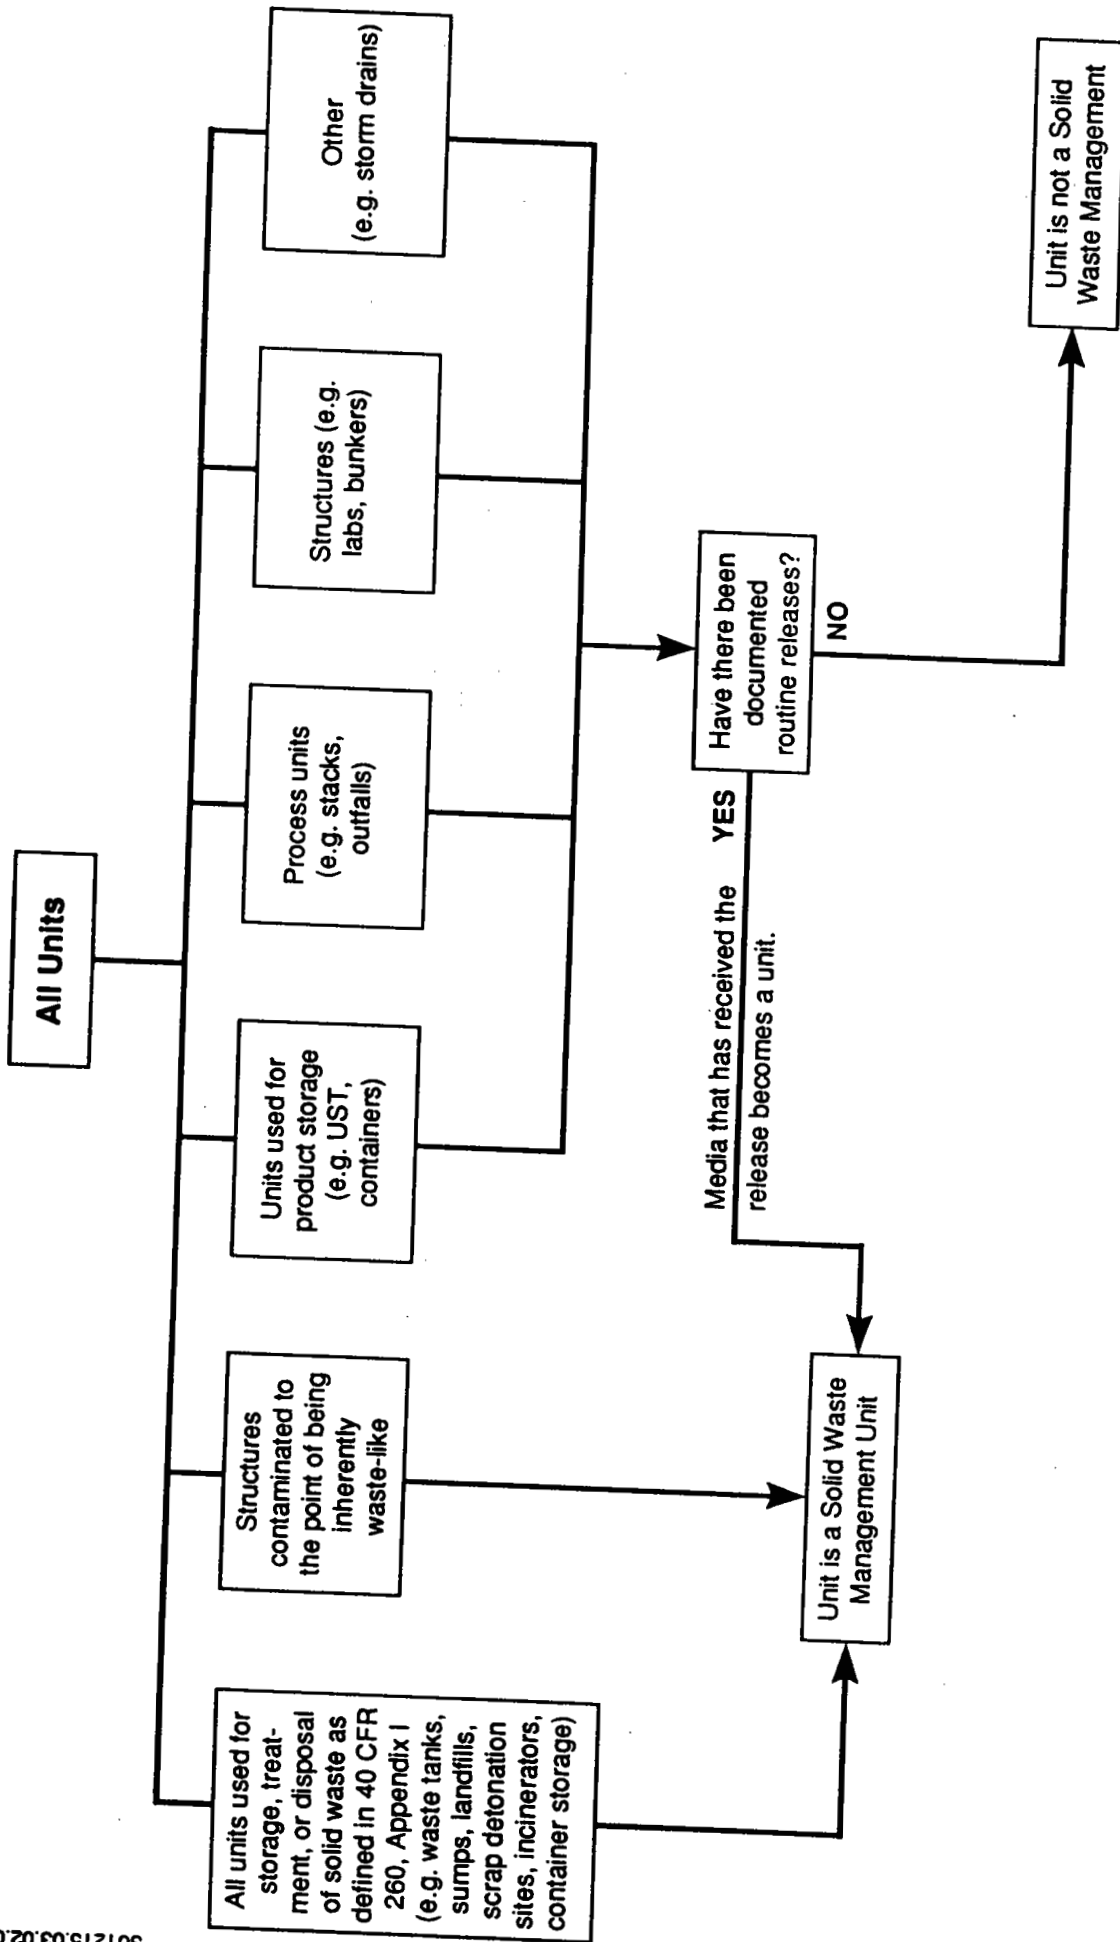 All Units
All units used for
storage, treat-
ment, or disposal
of solid waste as
defined in 40 CFR
260, Appendix I
(e.g. waste tanks,
sumps, landfills,
scrap detonation
sites, incinerators,
container storage)
Structures
contaminated to
the point of being
inherently
waste-like
Units used for
product storage
(e.g. UST,
containers)
Process units
(e.g. stacks,
outfalls)
Structures (e.g.
labs, bunkers)
Other
(e.g. storm drains)
Have there been
documented
routine releases?
YES
NO
Media that has received the
release becomes a unit.
Unit is a Solid Waste
Management Unit
Unit is not a Solid
Waste Management